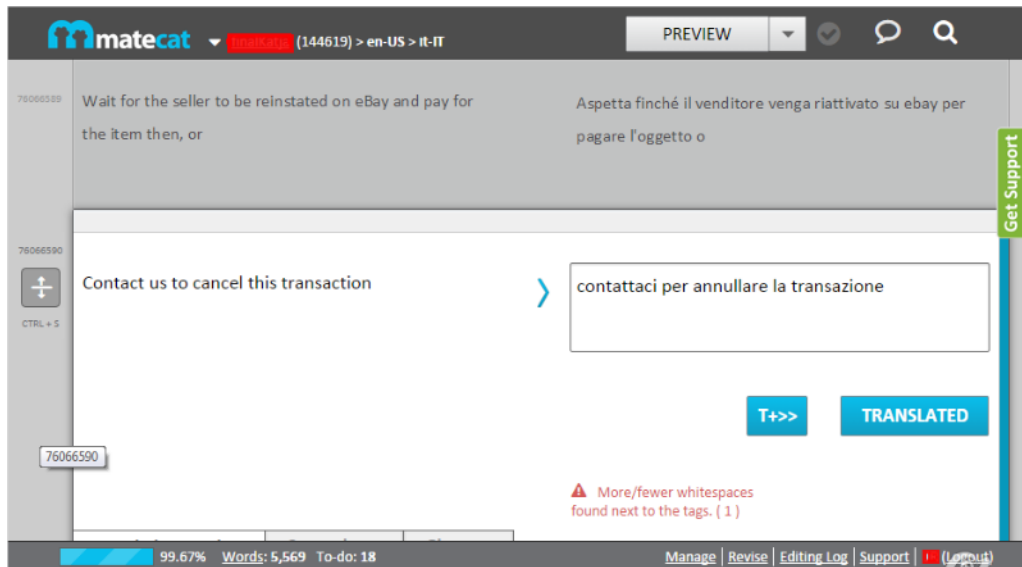 matecat (144619) > en-US > it-IT PREVIEW
76066589
Wait for the seller to be reinstated on eBay and pay for
the item then, or
Aspetta finché il venditore venga riattivato su ebay per
pagare l'oggetto o
Get Support
76066590
Contact us to cancel this transaction
contattaci per annullare la transazione
CTRL + S
T+>> TRANSLATED
76066590
More/fewer whitespaces
found next to the tags. ( 1 )
99.67% Words: 5,569 To-do: 18 Manage | Revise | Editing Log | Support | (Logout)